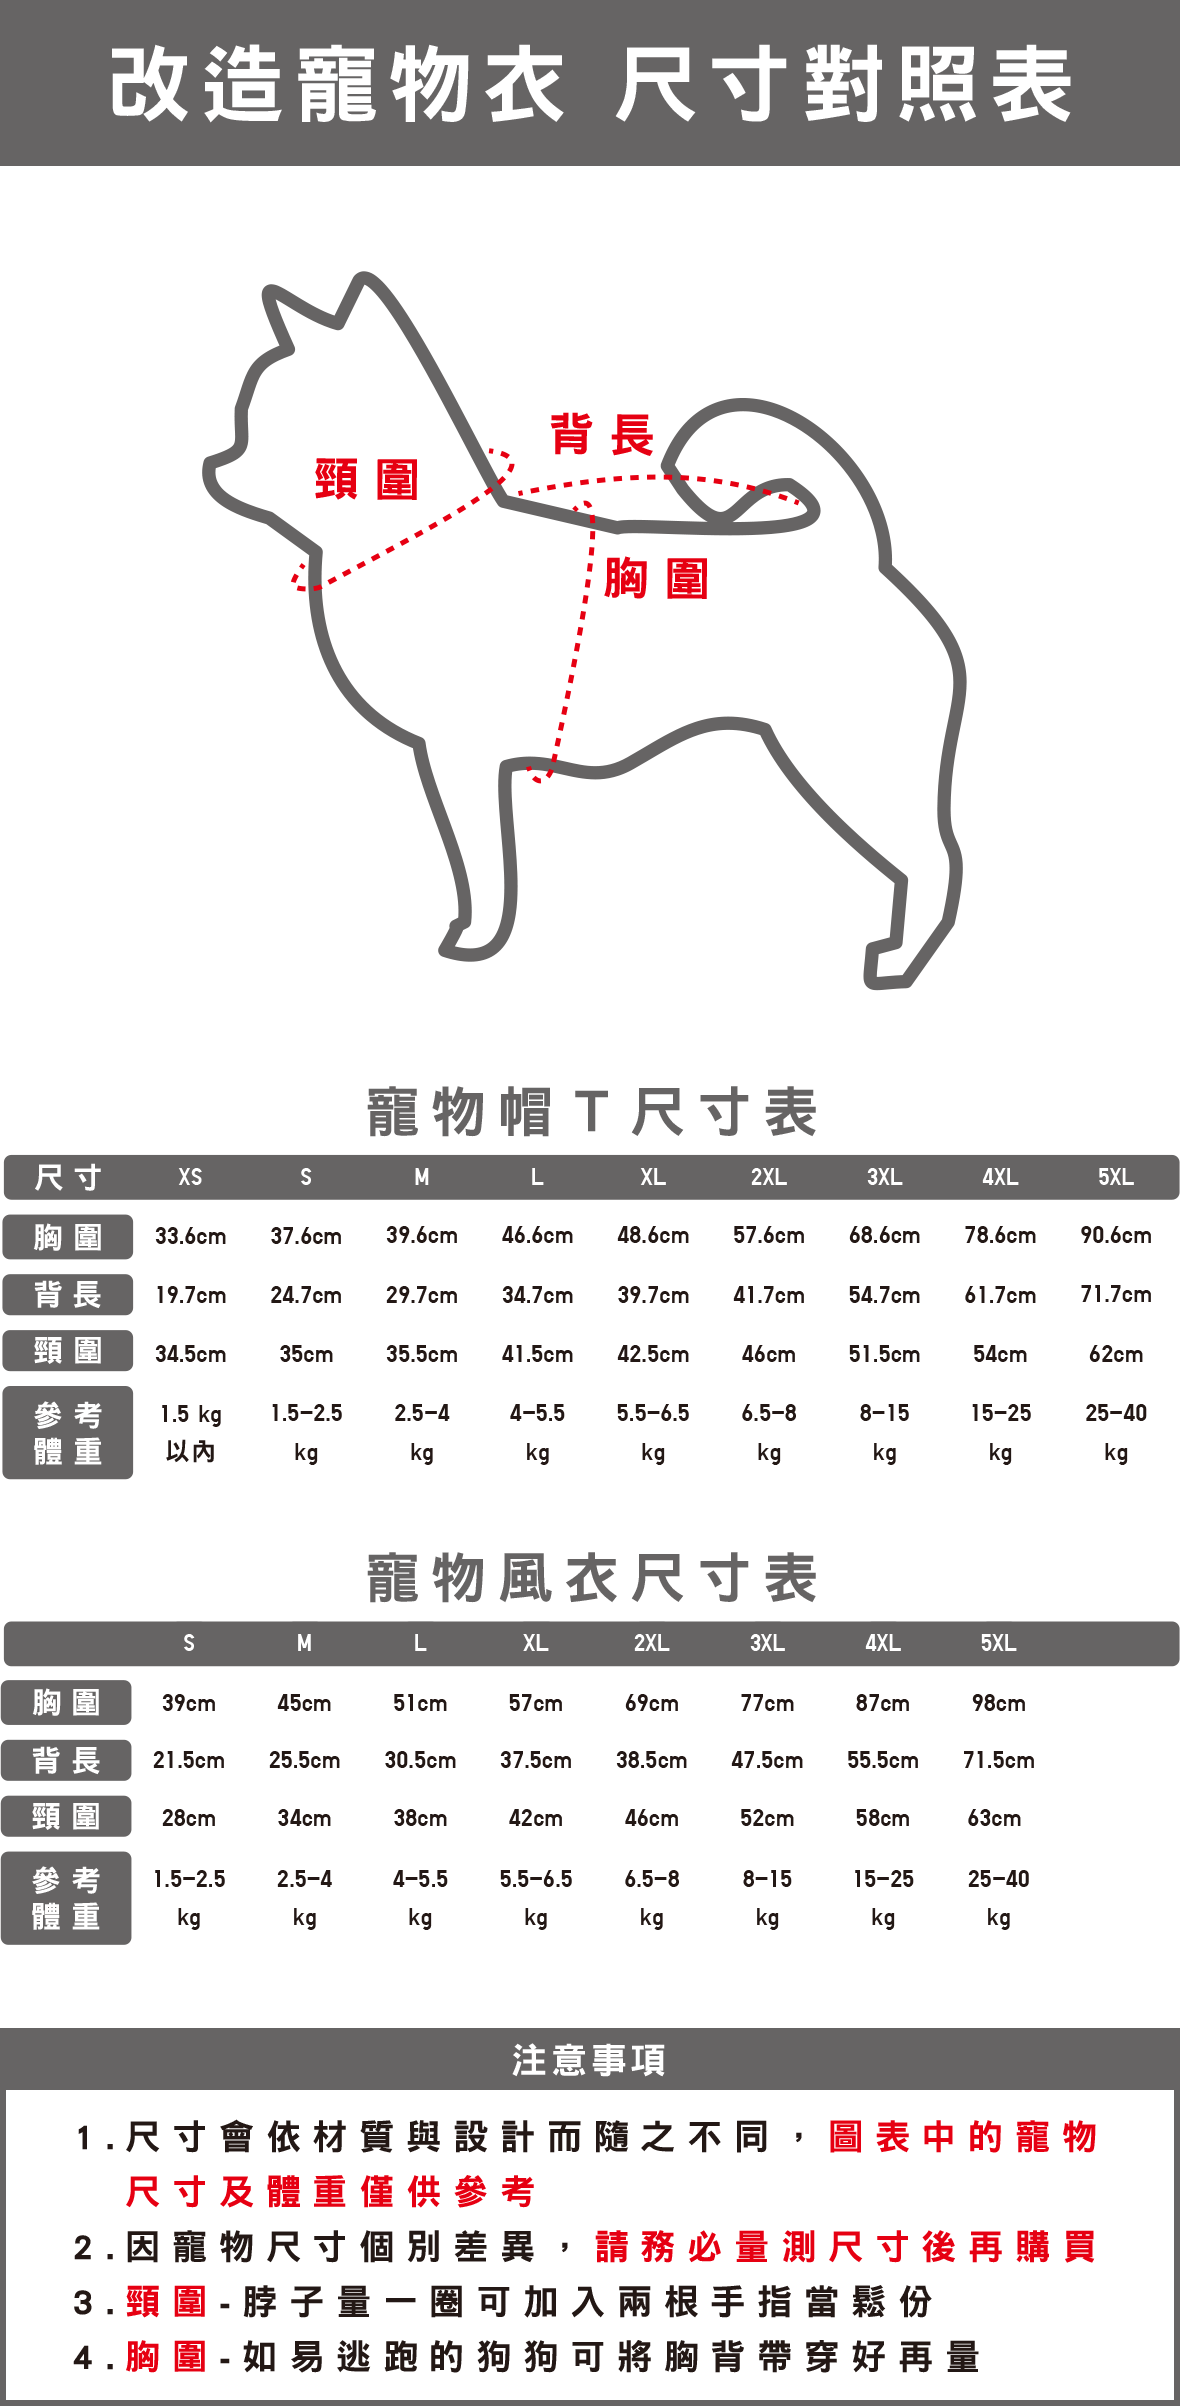 改造寵物衣 尺寸對照表
背長
頸圍
胸圍
寵物帽T尺寸表
尺寸 XS S M L XL 2XL 3XL 4XL 5XL
胸圍 33.6cm 37.6cm 39.6cm 46.6cm 48.6cm 57.6cm 68.6cm 78.6cm 90.6cm
背長 19.7cm 24.7cm 29.7cm 34.7cm 39.7cm 41.7cm 54.7cm 61.7cm 71.7cm
頸圍 34.5cm 35cm 35.5cm 41.5cm 42.5cm 46cm 51.5cm 54cm 62cm
參考 1.5 kg 1.5-2.5 2.5-4 4-5.5 5.5-6.5 6.5-8 8-15 15-25 25-40
體重 以內 kg kg kg kg kg kg kg kg
寵物風衣尺寸表
S M L XL 2XL 3XL 4XL 5XL
胸圍 39cm 45cm 51cm 57cm 69cm 77cm 87cm 98cm
背長 21.5cm 25.5cm 30.5cm 37.5cm 38.5cm 47.5cm 55.5cm 71.5cm
頸圍 28cm 34cm 38cm 42cm 46cm 52cm 58cm 63cm
參考 1.5-2.5 2.5-4 4-5.5 5.5-6.5 6.5-8 8-15 15-25 25-40
體重 kg kg kg kg kg kg kg kg
注意事項
1.尺寸會依材質與設計而隨之不同，圖表中的寵物
尺寸及體重僅供參考
2.因寵物尺寸個別差異，請務必量測尺寸後再購買
3.頸圍-脖子量一圈可加入兩根手指當鬆份
4.胸圍-如易逃跑的狗狗可將胸背帶穿好再量